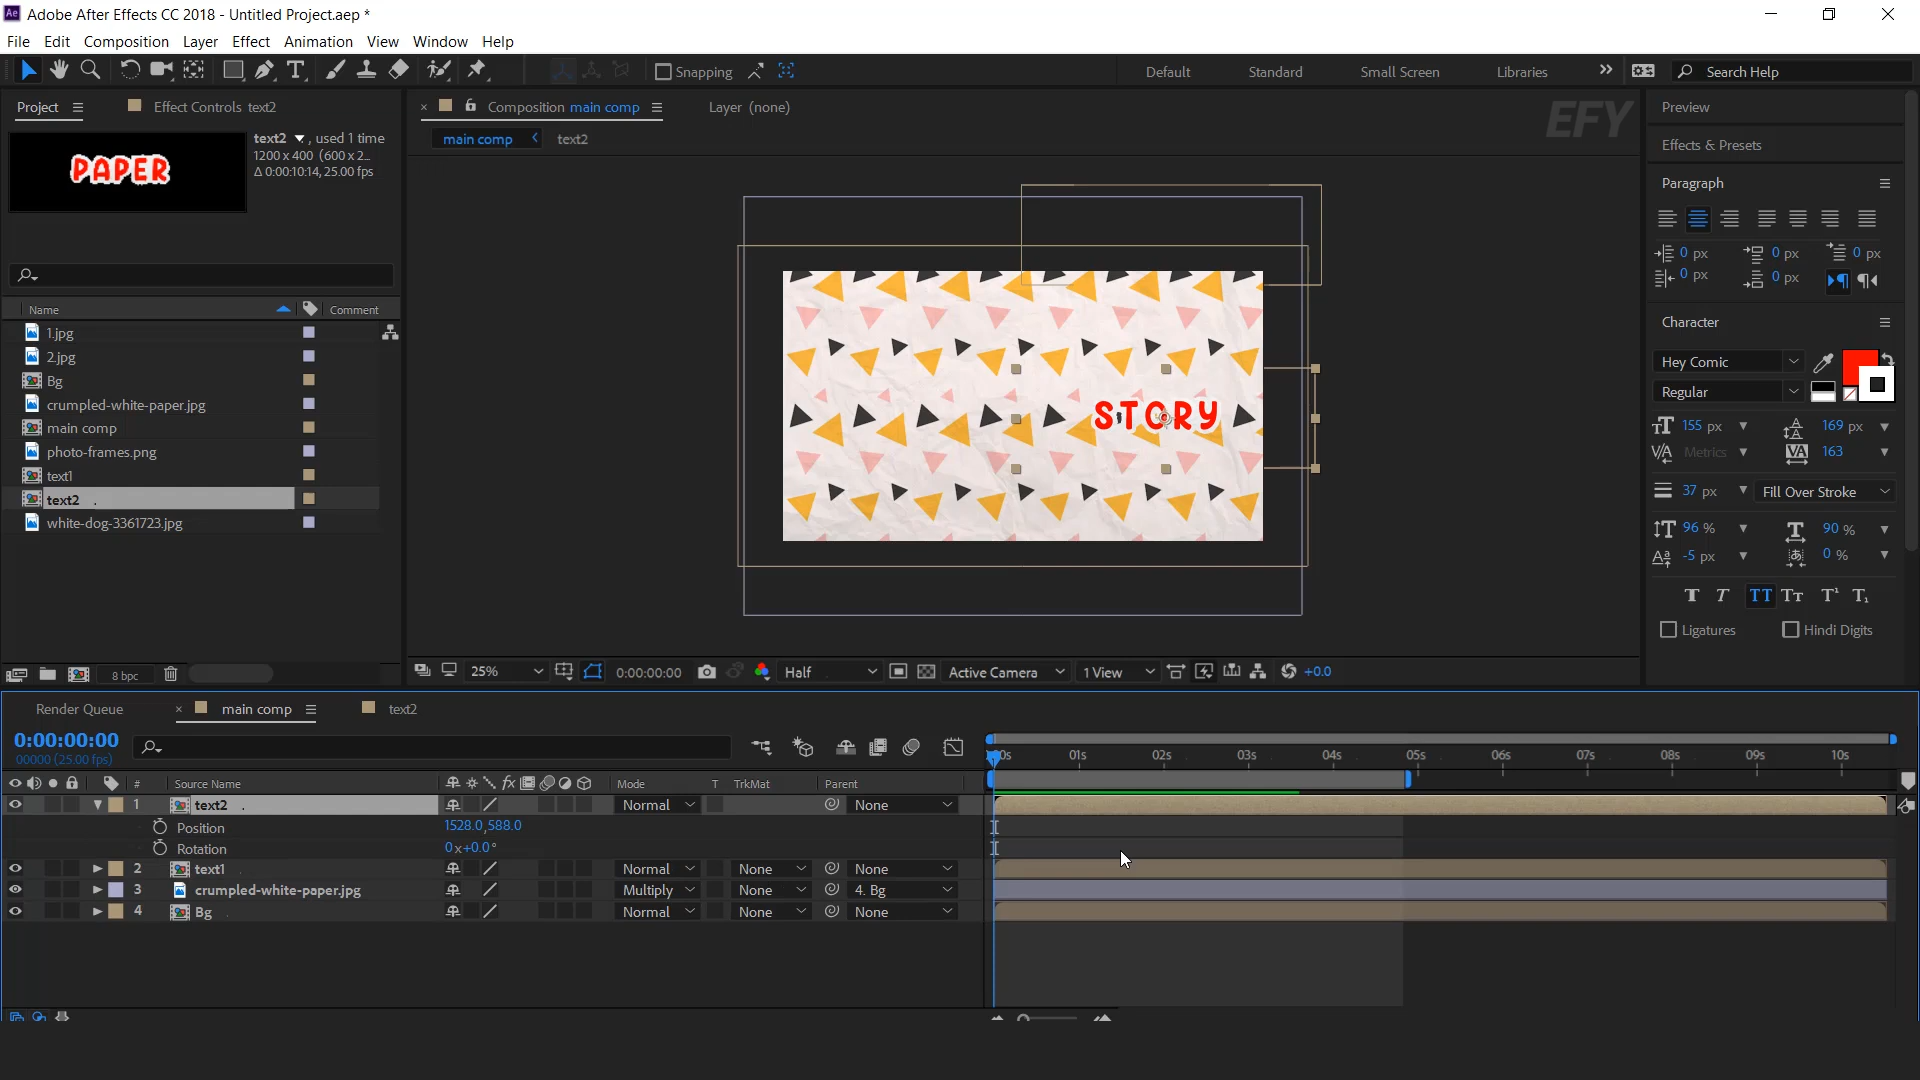 Adobe After Effects CC 2018 - Untitled Project.aep *
File Edit Composition Layer Effect Animation View Window Help
Snapping
Default Standard Small Screen Libraries
Search Help
Project
Effect Controls text2
PAPER
text2 , used 1 time
1200 x 400 (600 x 2...
Δ 0:00:10:14, 25.00 fps)
Name Comment
1.jpg
2.jpg
Bg
crumpled-white-paper.jpg
main comp
photo-frames.png
text1
text2
white-dog-3361723.jpg
8 bpc
Composition main comp
Layer (none)
main comp text2
EFY
STORY
25% 0:00:00:00 Half Active Camera 1 View +0.0
Preview
Effects & Presets
Paragraph
0 px 0 px 0 px
0 px 0 px
Character
Hey Comic
Regular
155 px 169 px
Metrics 163
37 px Fill Over Stroke
96 % 90 %
-5 px 0 %
Ligatures Hindi Digits
Render Queue main comp text2
0:00:00:00
00000 (25.00 fps)
# Source Name Mode T TrkMat Parent
1 text2 Normal None
Position 1528.0,588.0
Rotation 0x+0.0°
2 text1 Normal None None
3 crumpled-white-paper.jpg Multiply None 4. Bg
4 Bg Normal None None
01s 02s 03s 04s 05s 06s 07s 08s 09s 10s